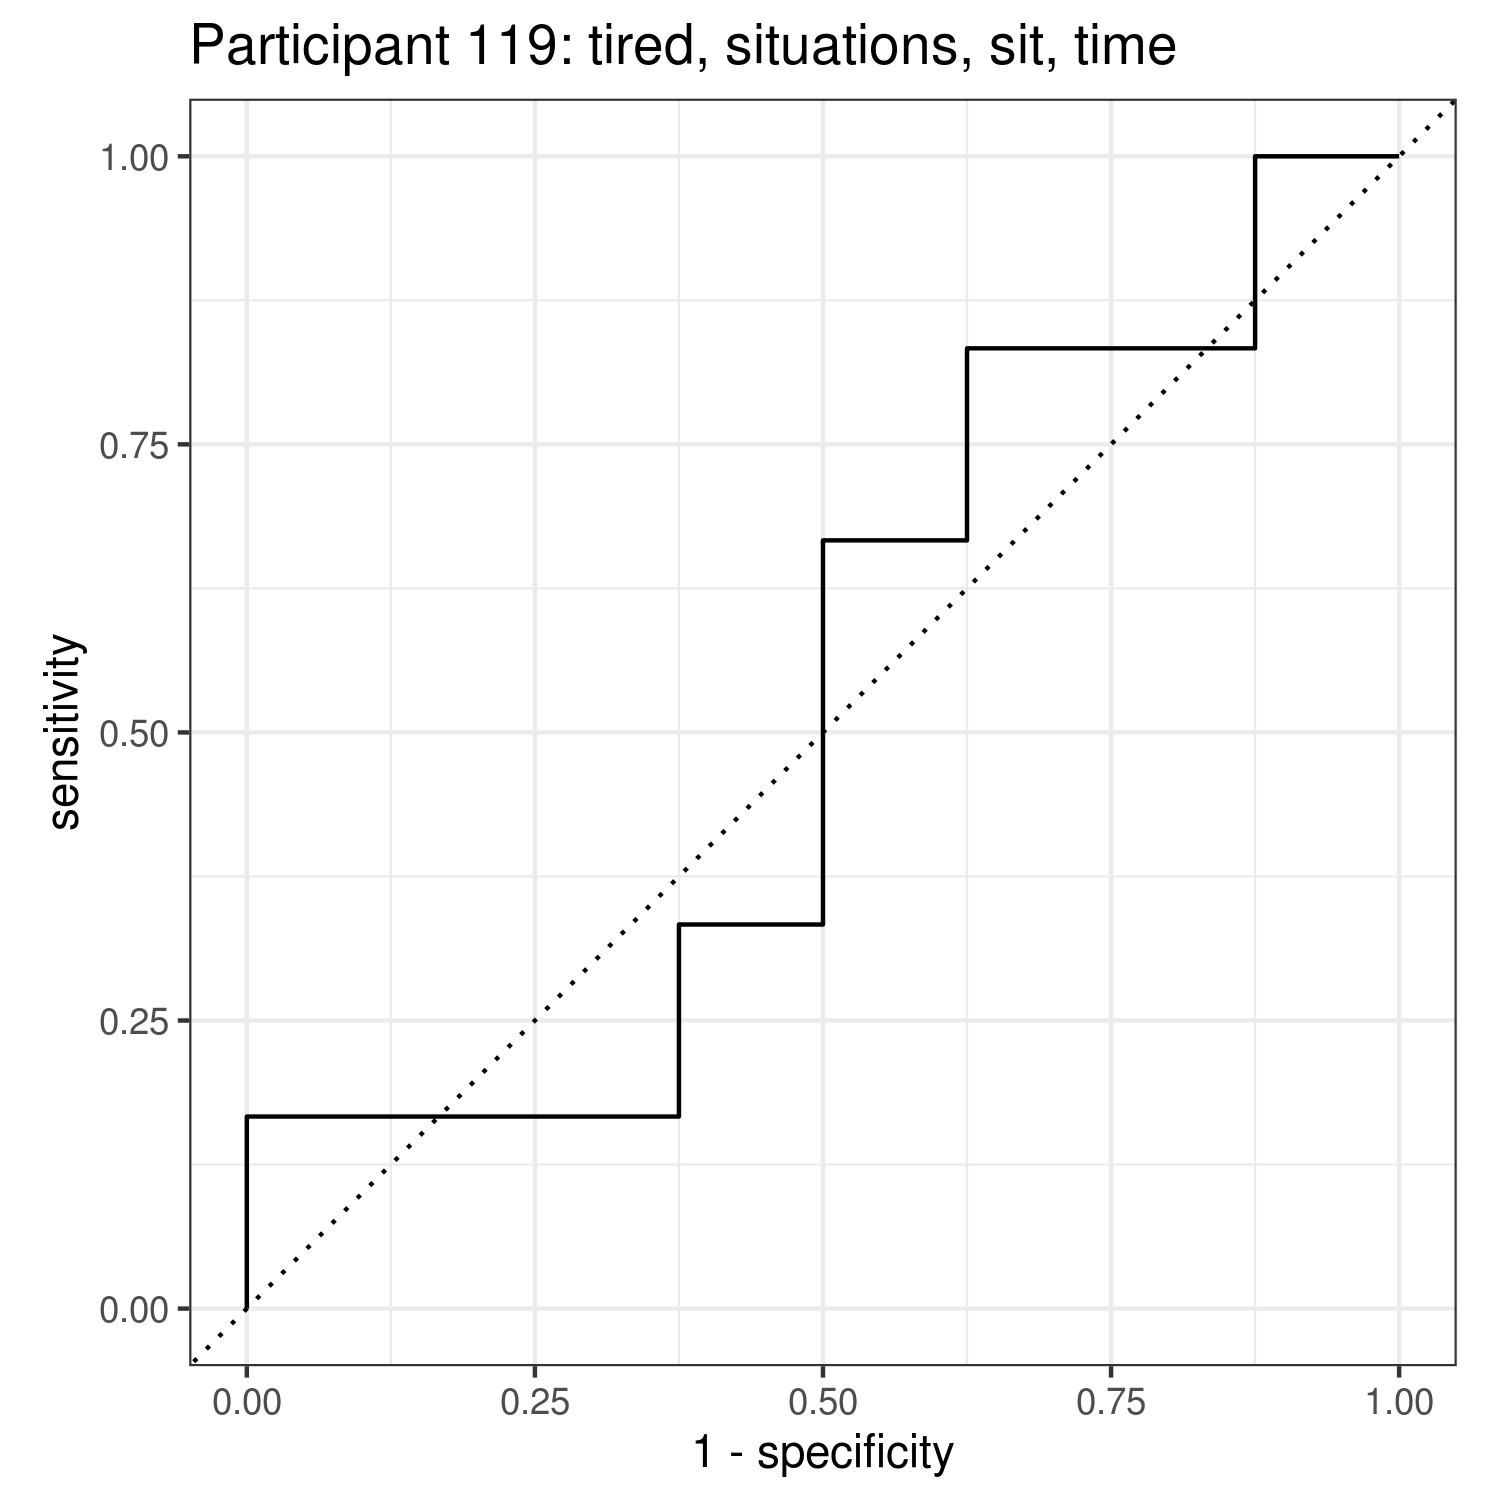 Participant 119: tired, situations, sit, time
1.00
0.75
0.50
0.25
0.00
sensitivity
0.00 0.25 0.50 0.75 1.00
1 - specificity